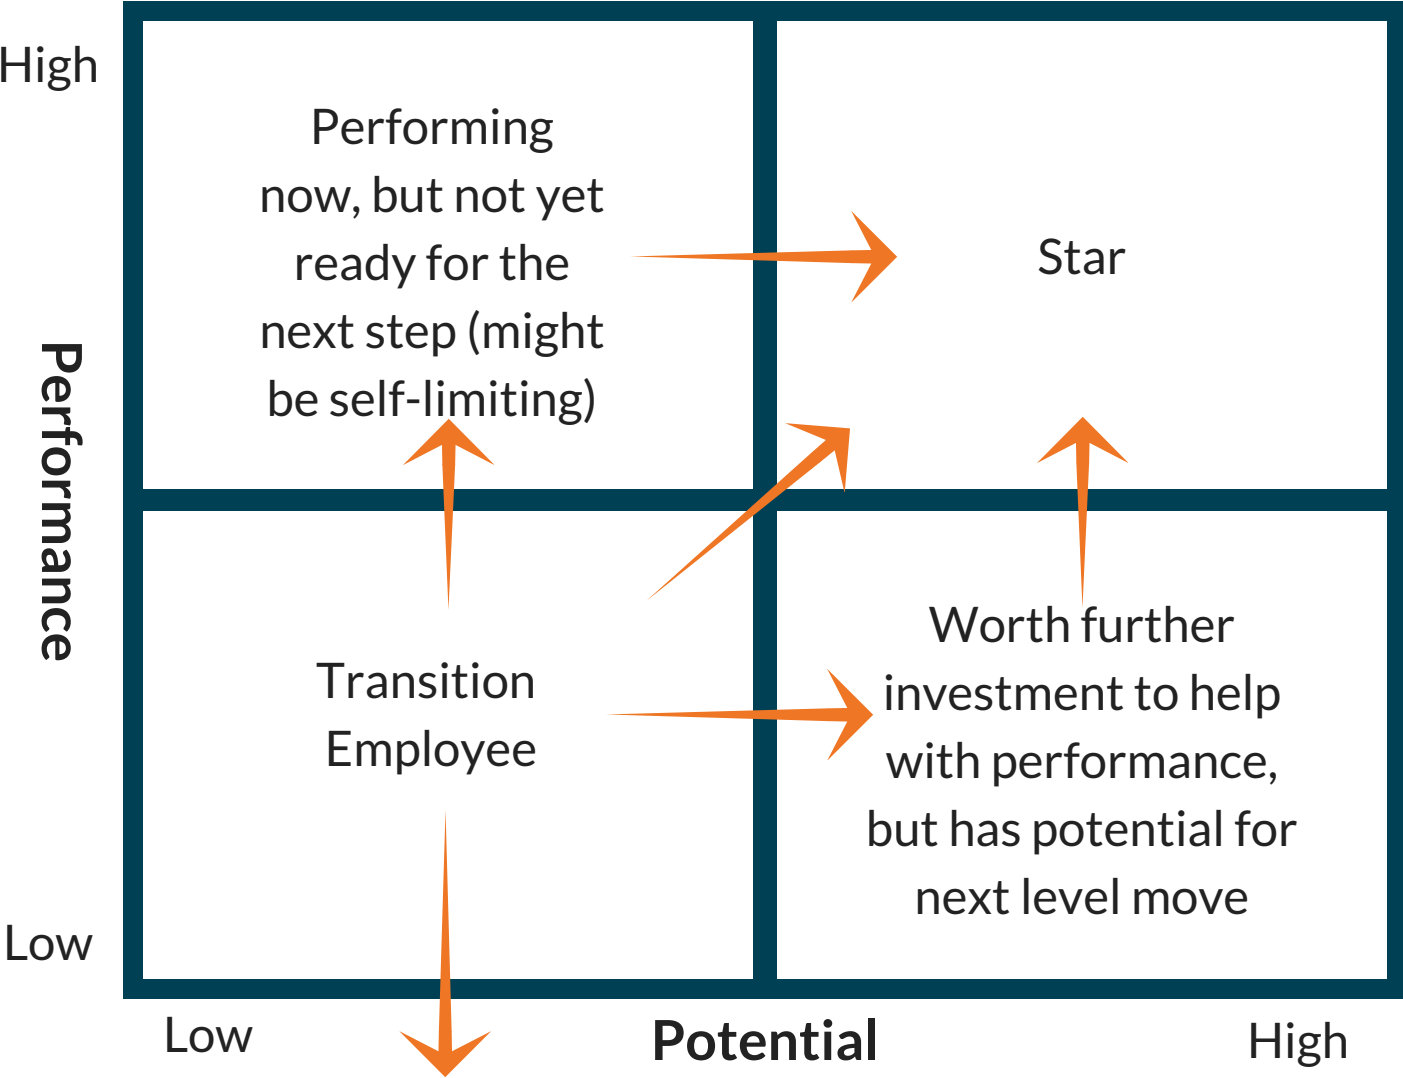 High
Performing
now, but not yet
ready for the
next step (might
be self-limiting)
Star
Performance
Transition
Employee
Worth further
investment to help
with performance,
but has potential for
next level move
Low
Low
Potential
High